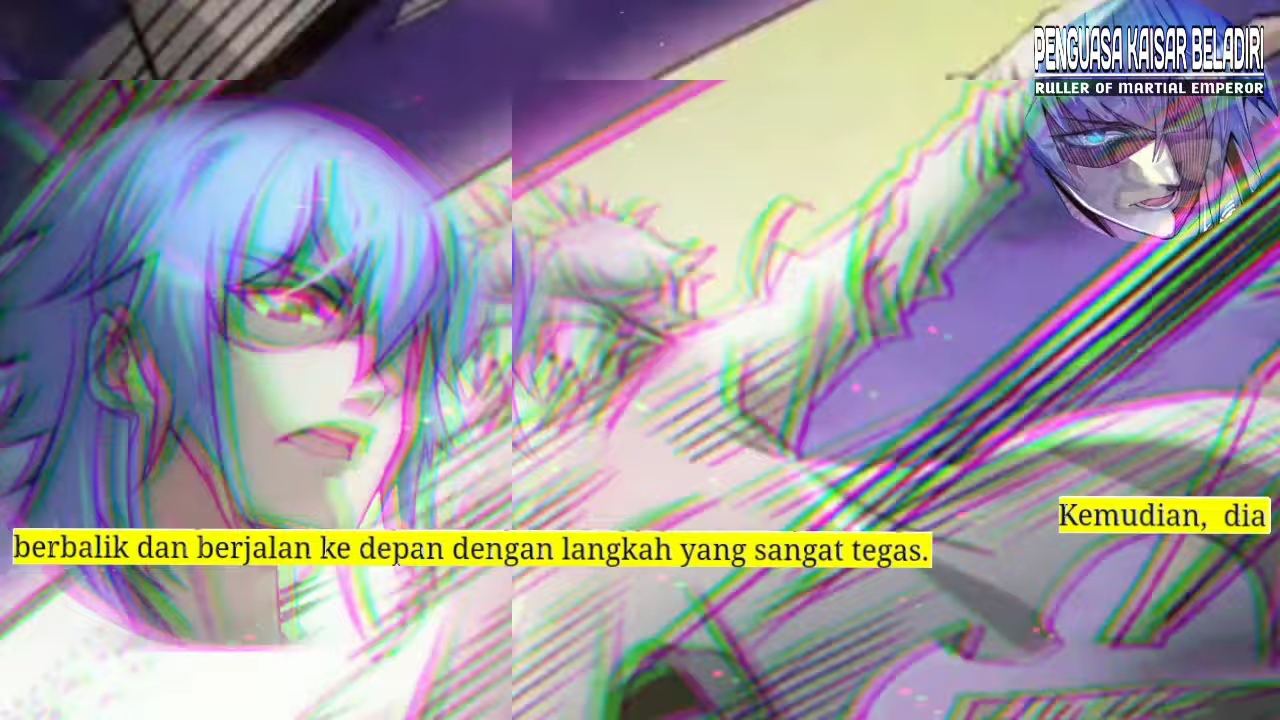 PENGUASA KAISAR BELADIRI
RULLER OF MARTIAL EMPEROR
Kemudian, dia
berbalik dan berjalan ke depan dengan langkah yang sangat tegas.